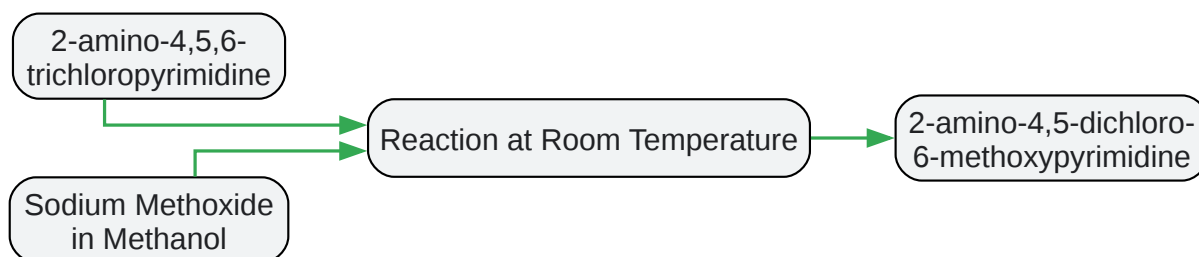 2-amino-4,5,6-
trichloropyrimidine
Sodium Methoxide
in Methanol
Reaction at Room Temperature
2-amino-4,5-dichloro-
6-methoxypyrimidine